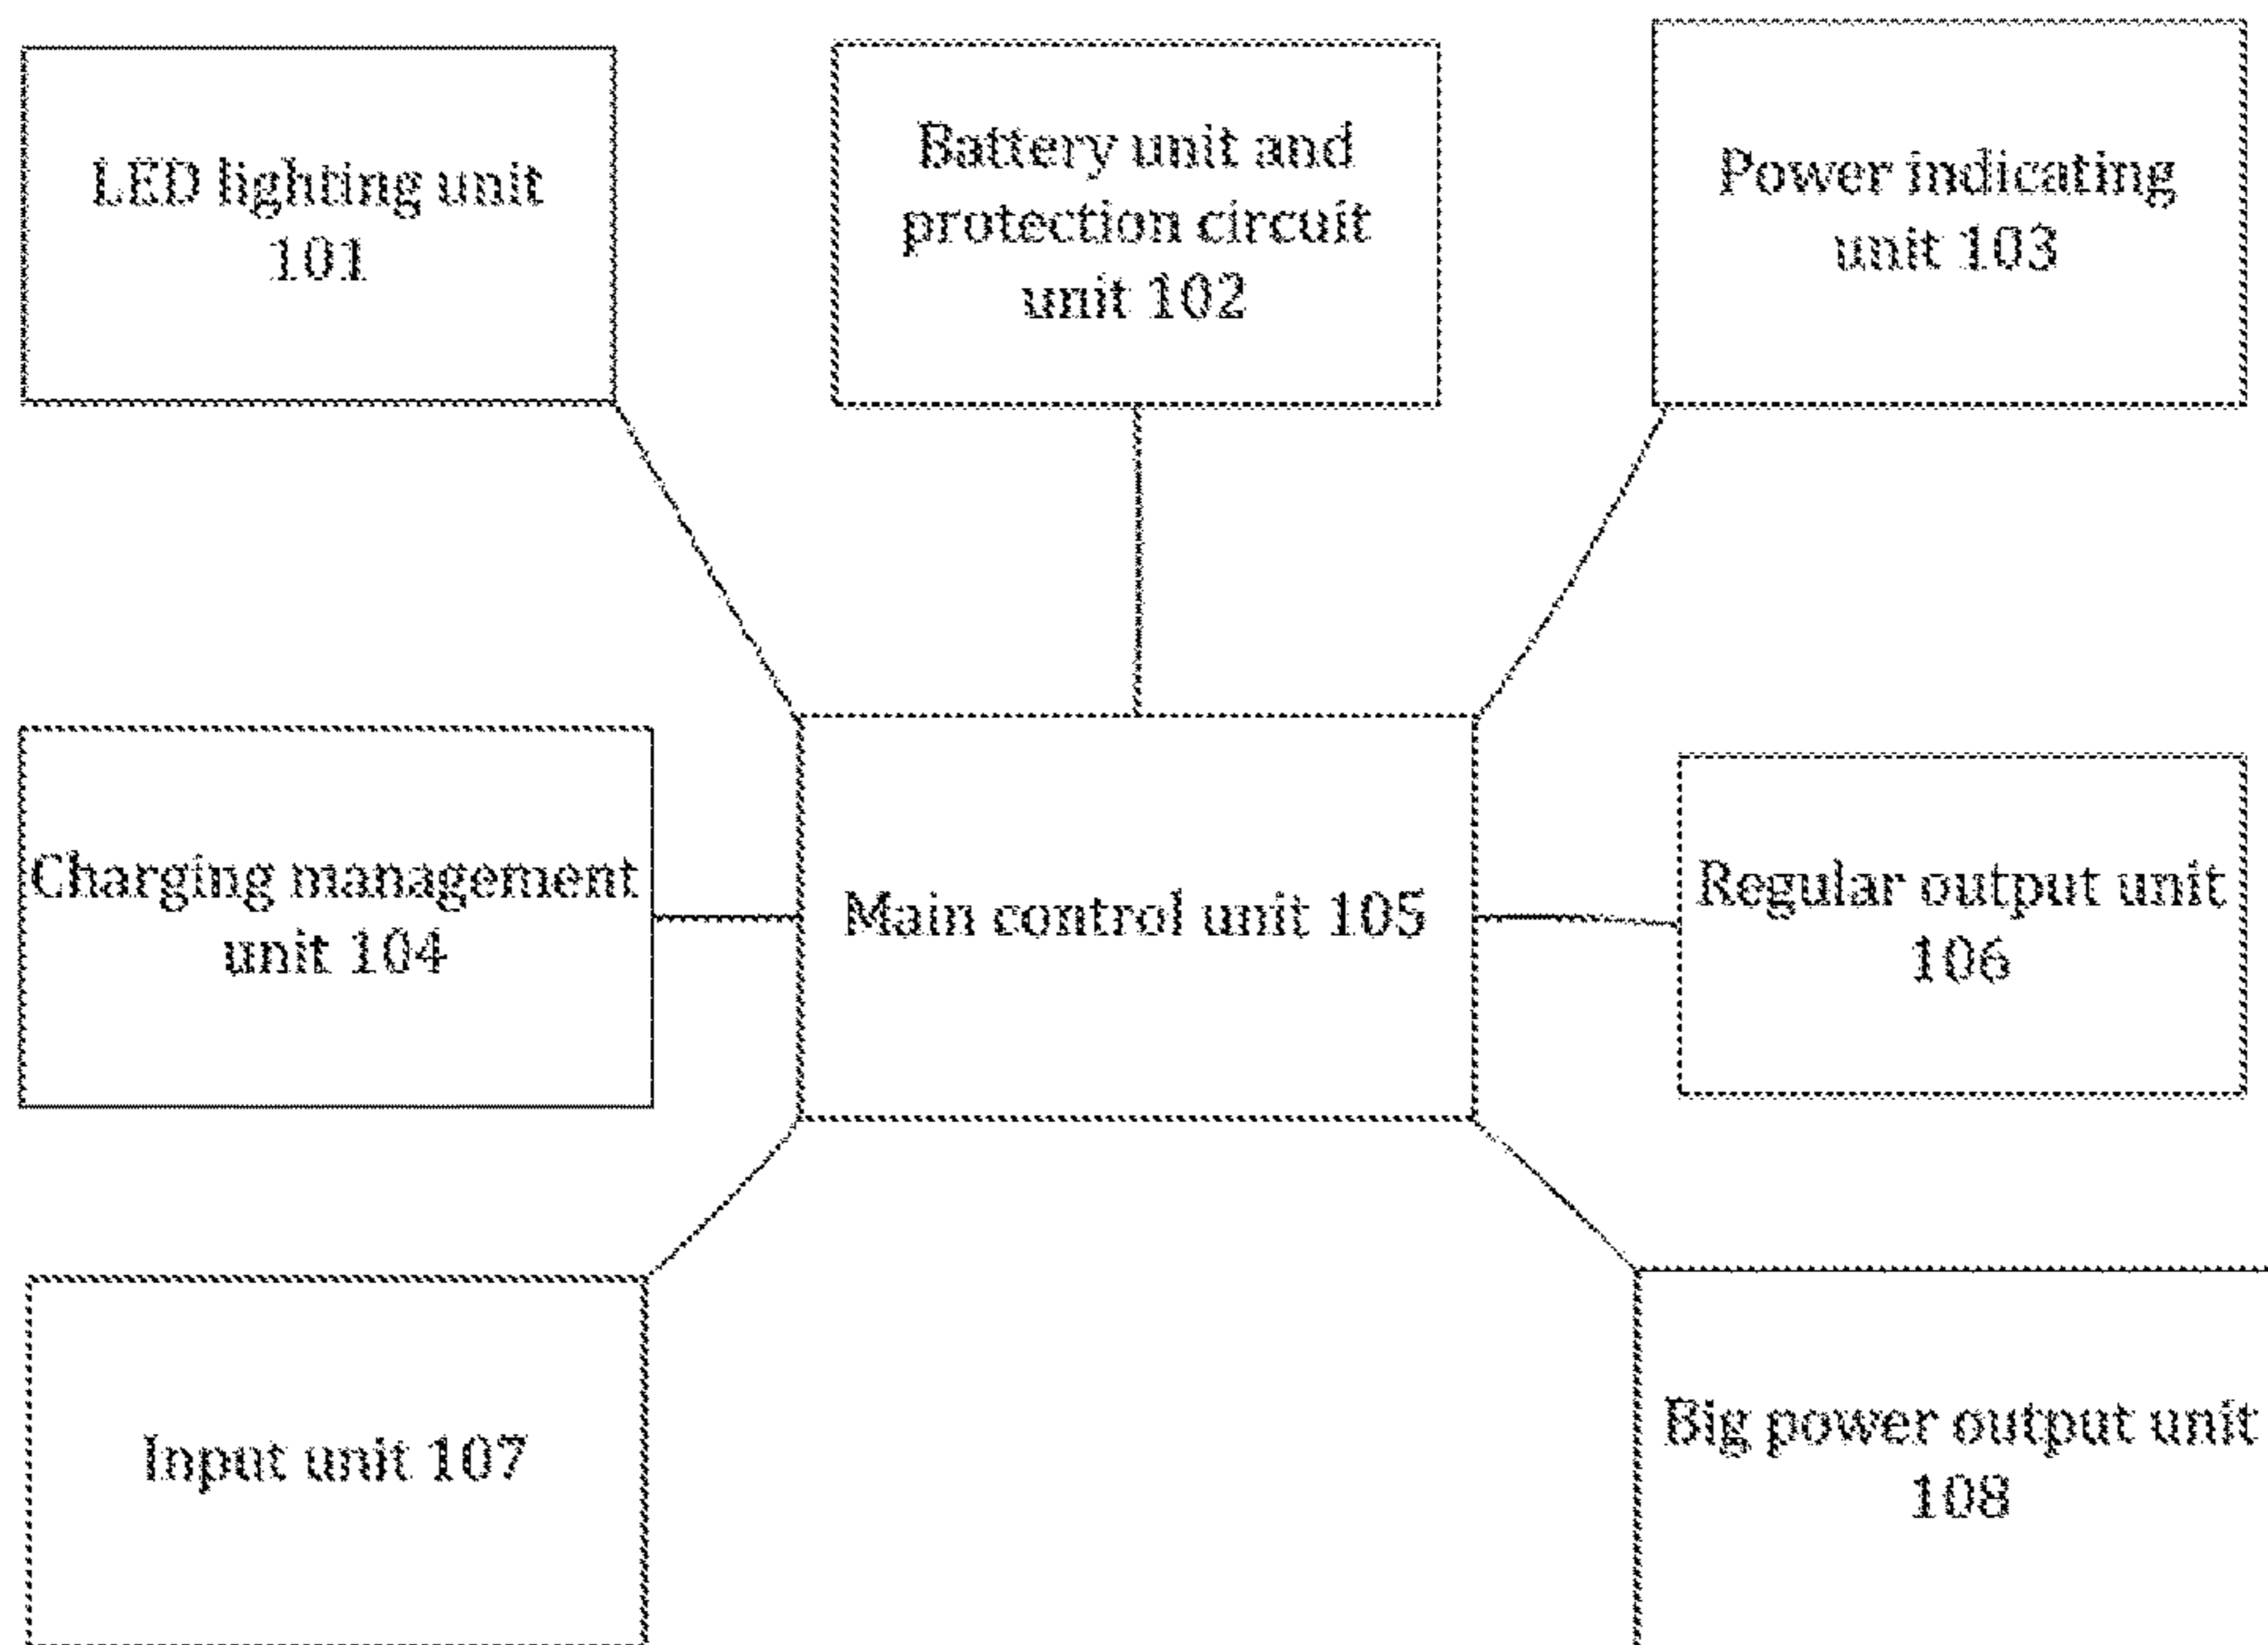 LED lighting unit
101
Battery unit and
protection circuit
unit 102
Power indicating
unit 103
Charging management
unit 104
Main control unit 105
Regular output unit
106
Input unit 107
Big power output unit
108